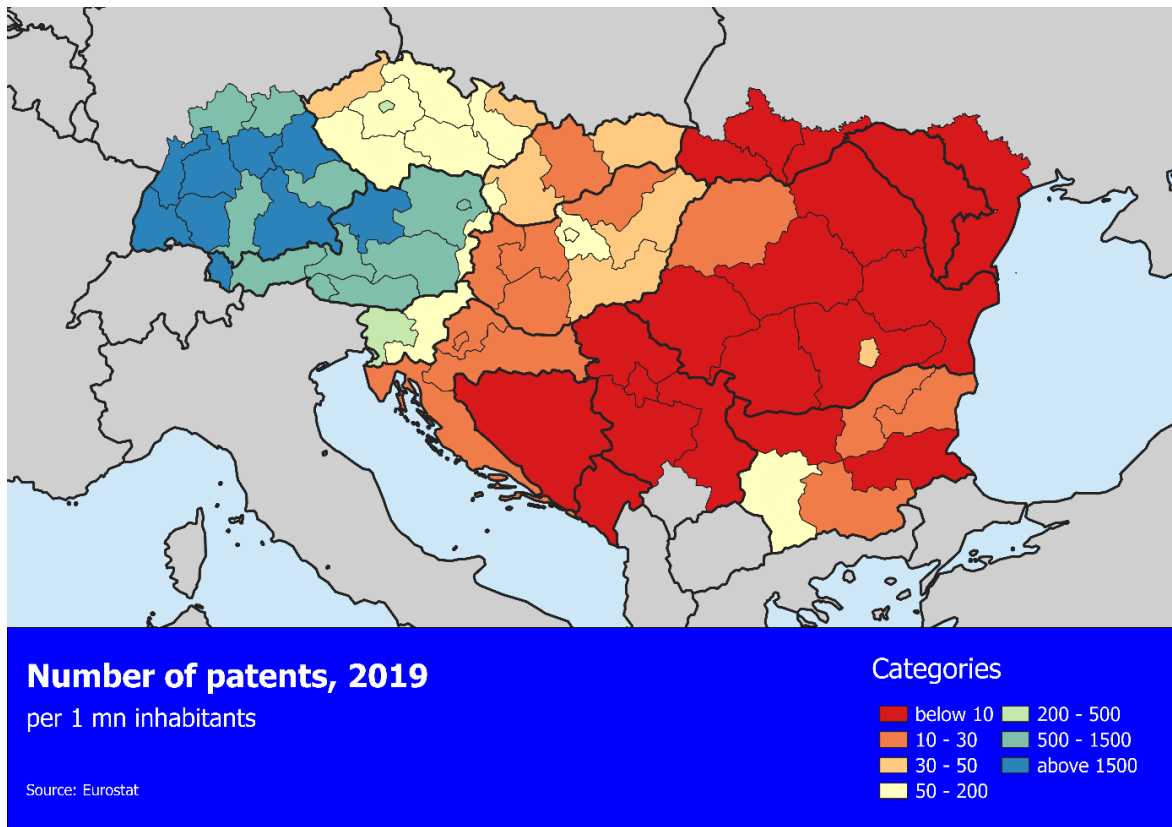 Number of patents, 2019
per 1 mn inhabitants
Source: Eurostat
Categories
below 10
10 - 30
30 - 50
50 - 200
200 - 500
500 - 1500
above 1500